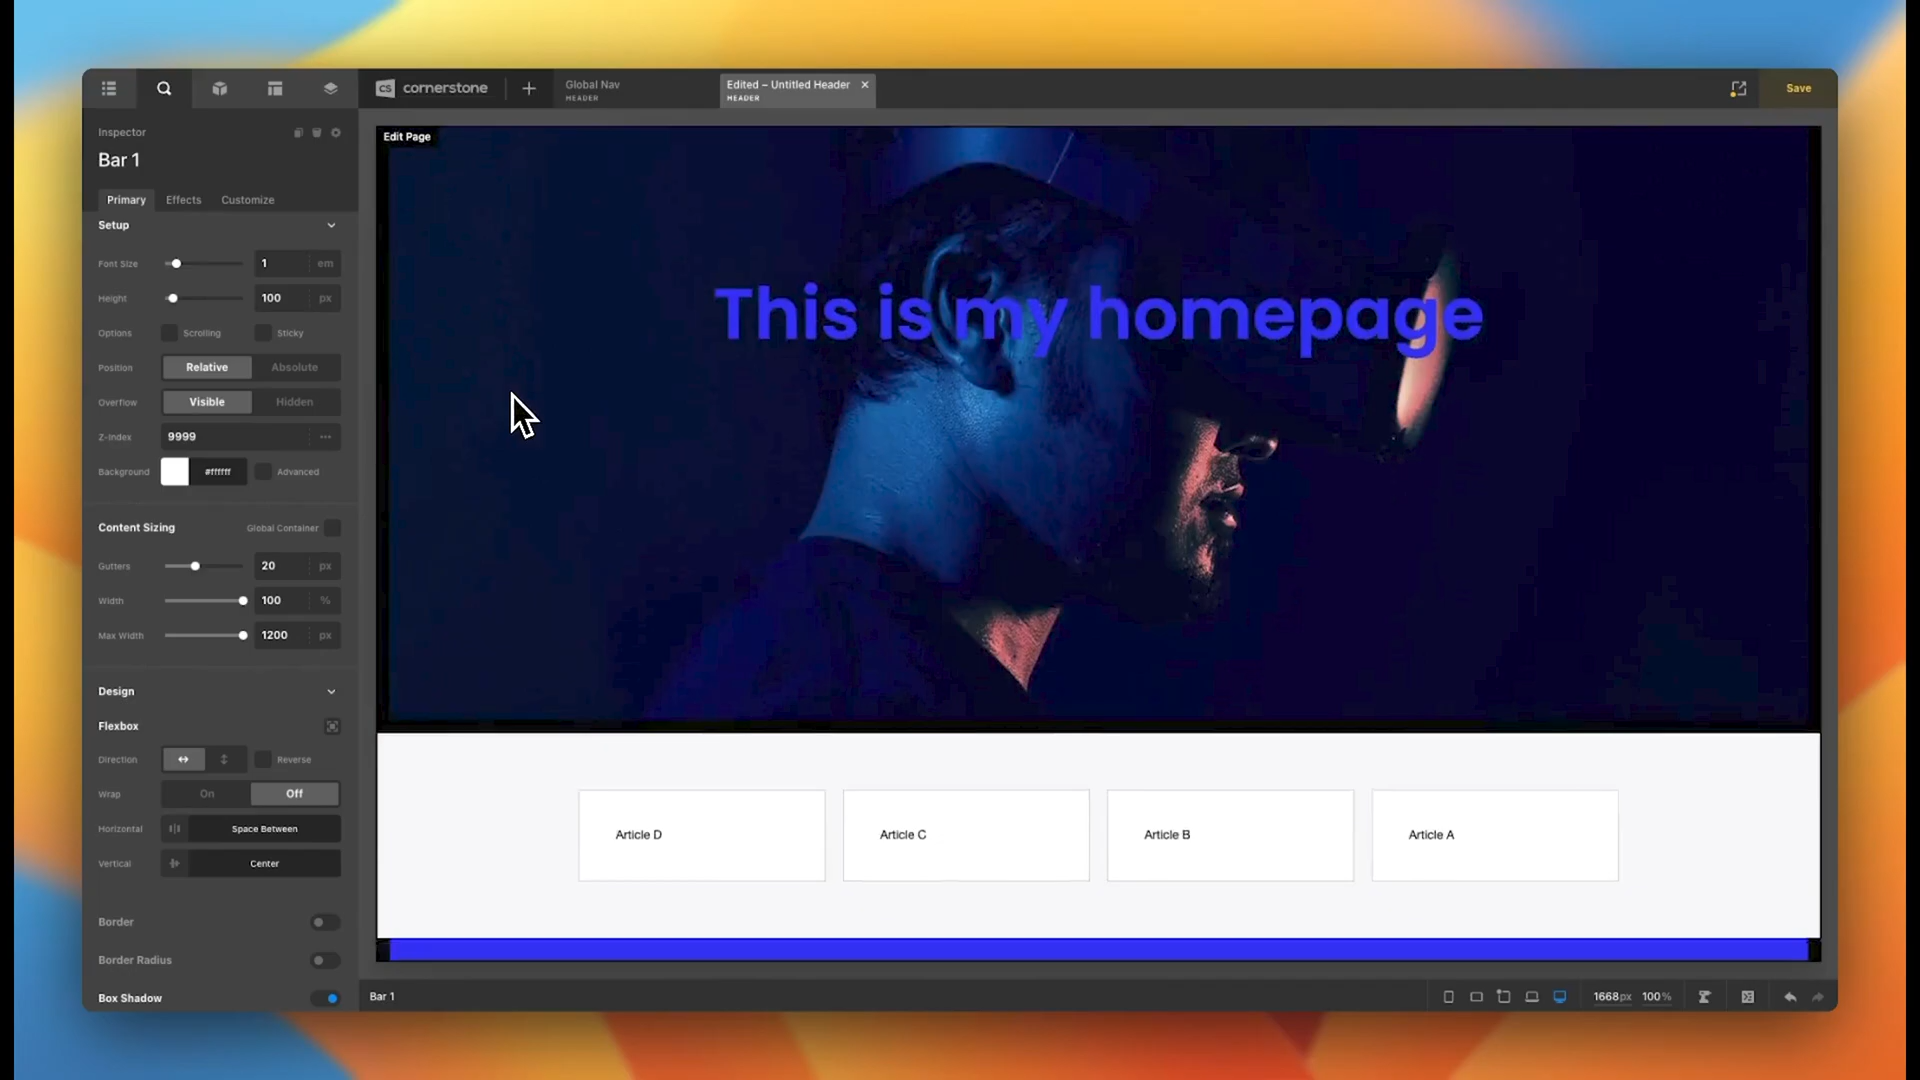 cornerstone
Global Nav
HEADER
Edited – Untitled Header
HEADER
Save
Inspector
Bar 1
Primary
Effects
Customize
Setup
Font Size
1
em
Height
100
px
Options
Scrolling
Sticky
Position
Relative
Absolute
Overflow
Visible
Hidden
Z-Index
9999
Background
#ffffff
Advanced
Content Sizing
Global Container
Gutters
20
px
Width
100
%
Max Width
1200
px
Design
Flexbox
Direction
Reverse
Wrap
On
Off
Horizontal
Space Between
Vertical
Center
Border
Border Radius
Box Shadow
Edit Page
This is my homepage
Article D
Article C
Article B
Article A
Bar 1
1668px
100%